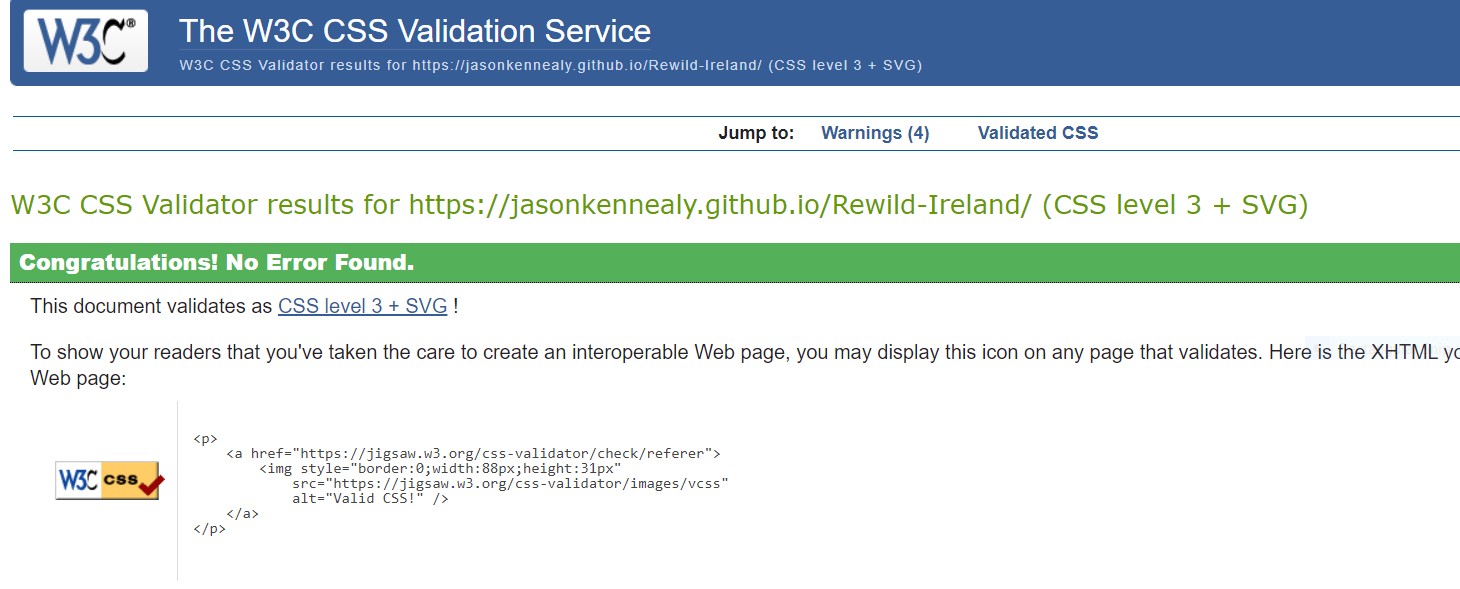 W3C®
The W3C CSS Validation Service
W3C CSS Validator results for https://jasonkennealy.github.io/Rewild-Ireland/ (CSS level 3 + SVG)
Jump to: Warnings (4) Validated CSS
W3C CSS Validator results for https://jasonkennealy.github.io/Rewild-Ireland/ (CSS level 3 + SVG)
Congratulations! No Error Found.
This document validates as CSS level 3 + SVG !
To show your readers that you've taken the care to create an interoperable Web page, you may display this icon on any page that validates. Here is the XHTML
Web page:
W3C css
<p>
<a href="https://jigsaw.w3.org/css-validator/check/referer">
<img style="border:0;width:88px;height:31px"
src="https://jigsaw.w3.org/css-validator/images/vcss"
alt="Valid CSS!" />
</a>
</p>